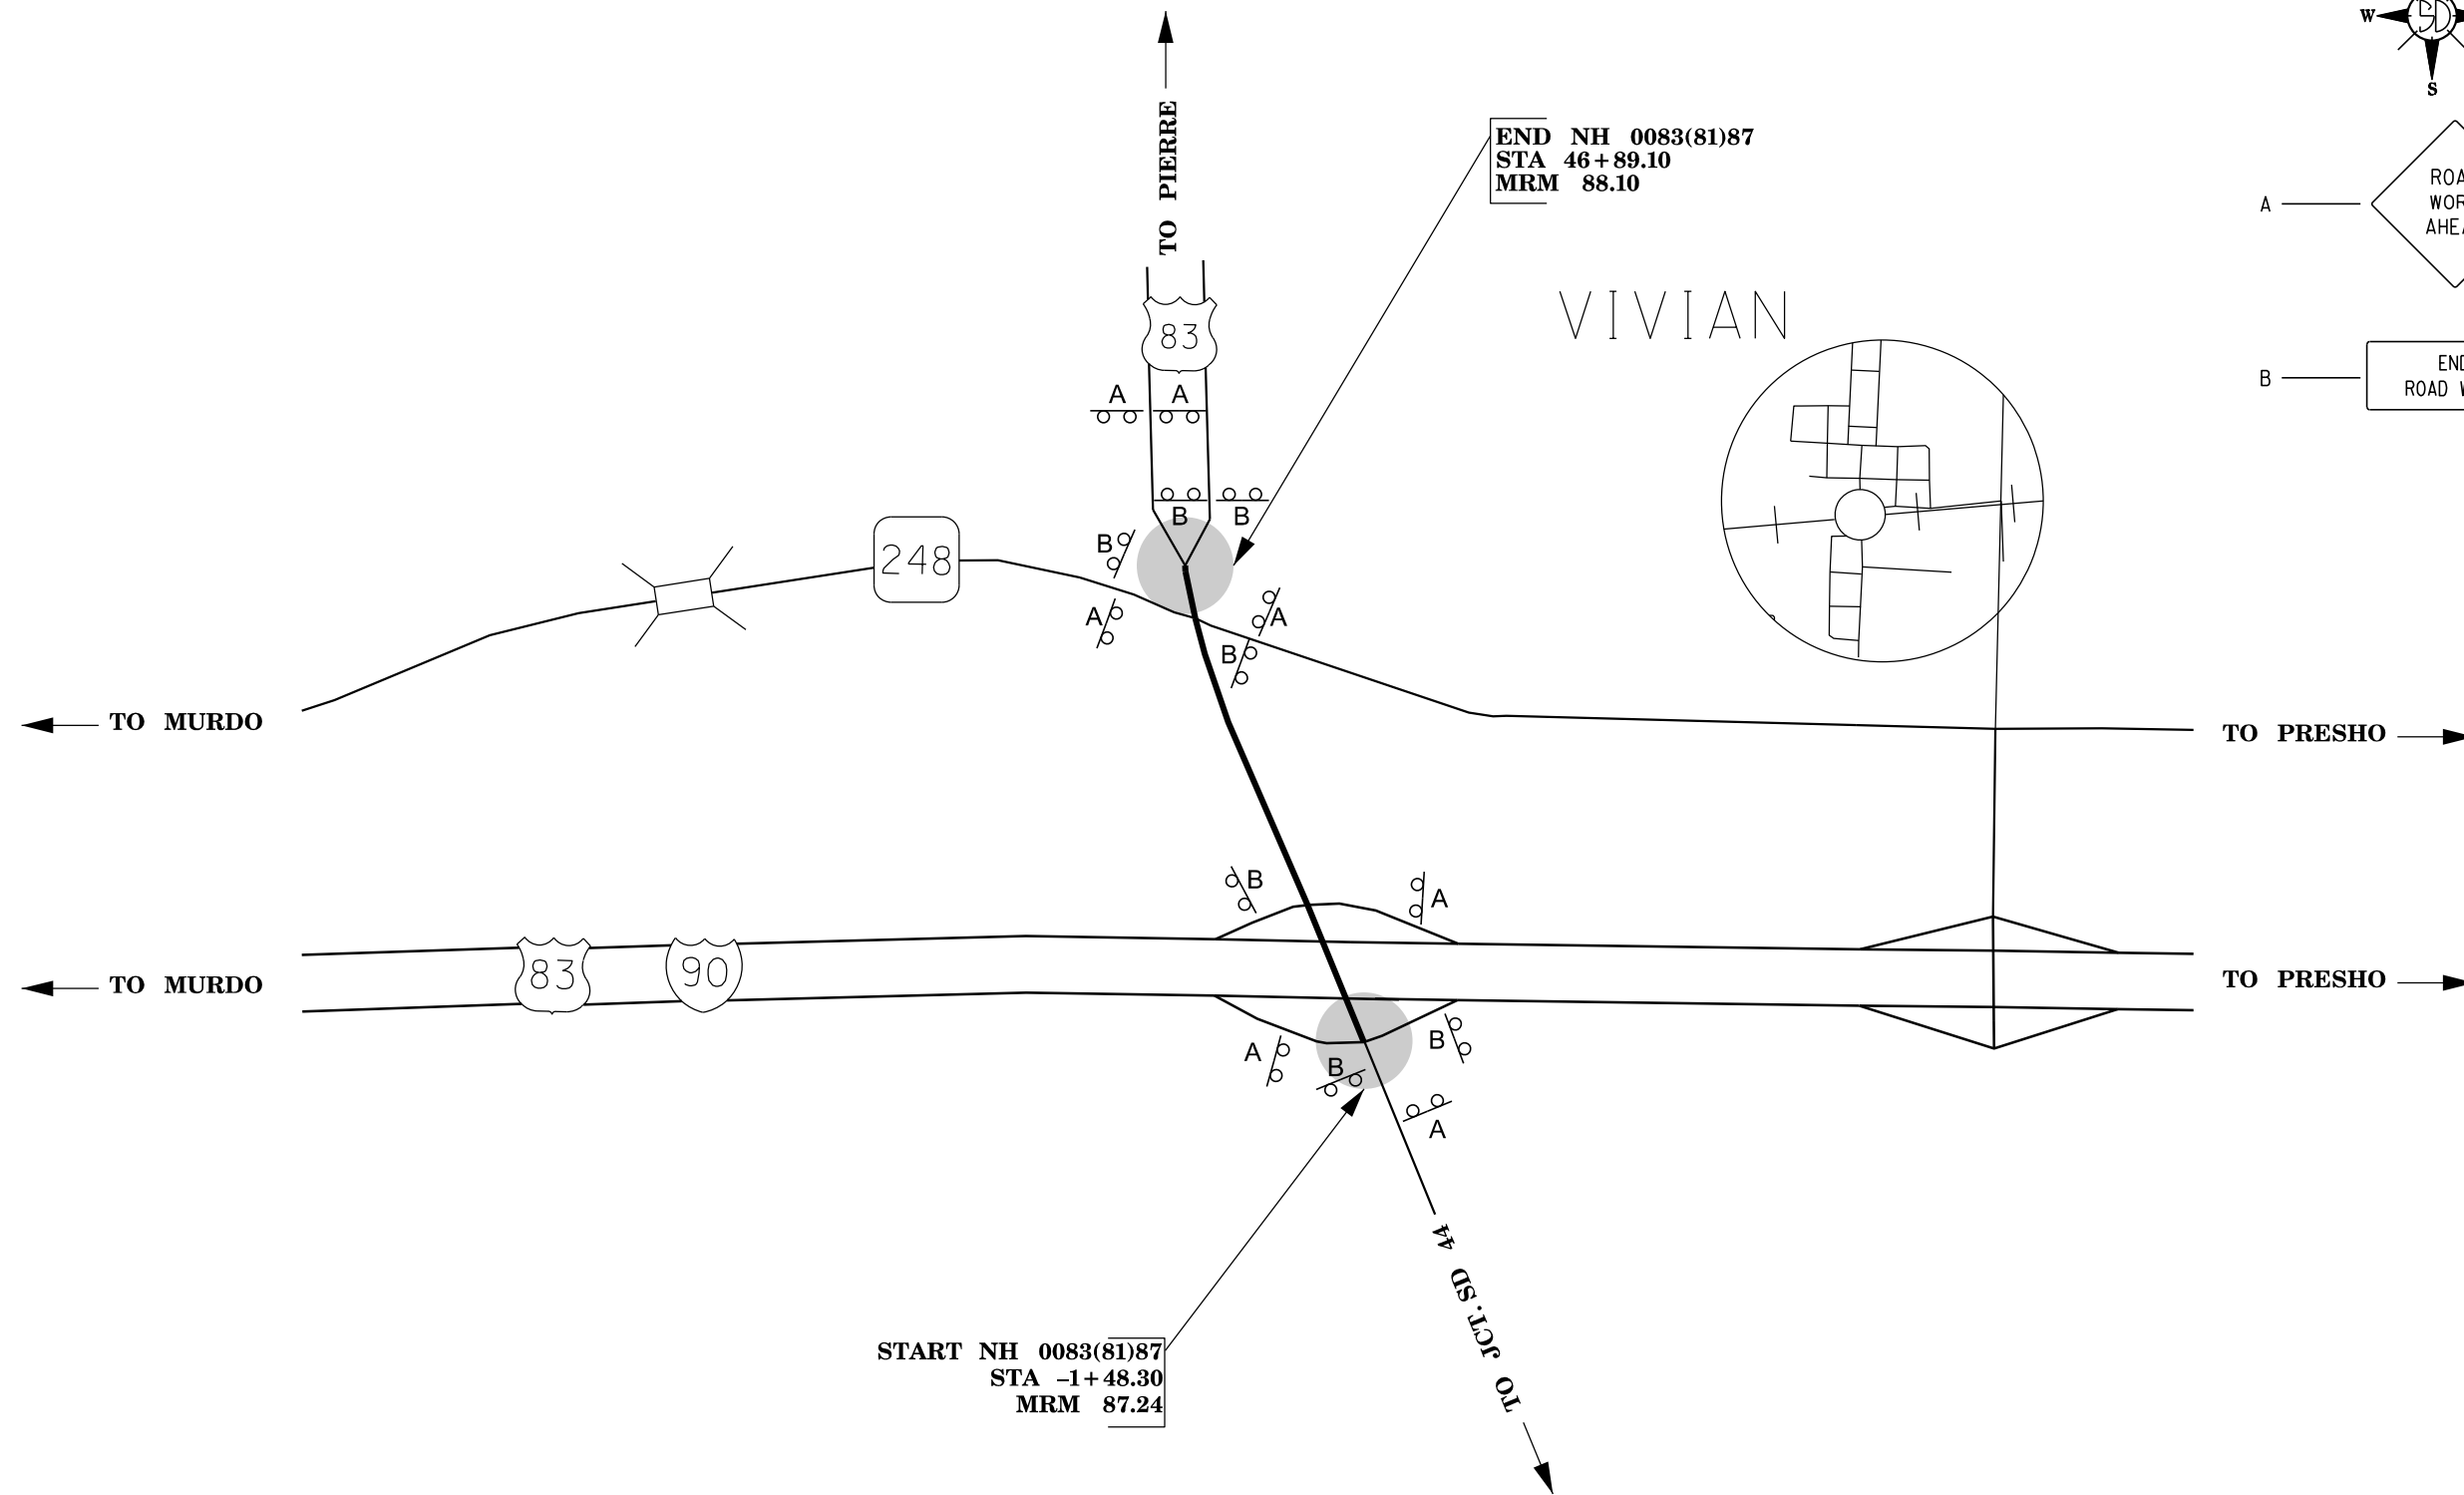 W
S
TO PIERRE
END NH 0083(81)87
STA 46+89.10
MRM 88.10
A
B
END
VIVIAN
83
A
A
B
B
B
A
A
B
248
TO MURDO
TO PRESHO
B
A
83
90
TO MURDO
TO PRESHO
A
B
B
A
TO JCT. SD 44
START NH 0083(81)87
STA –1+48.30
MRM 87.24